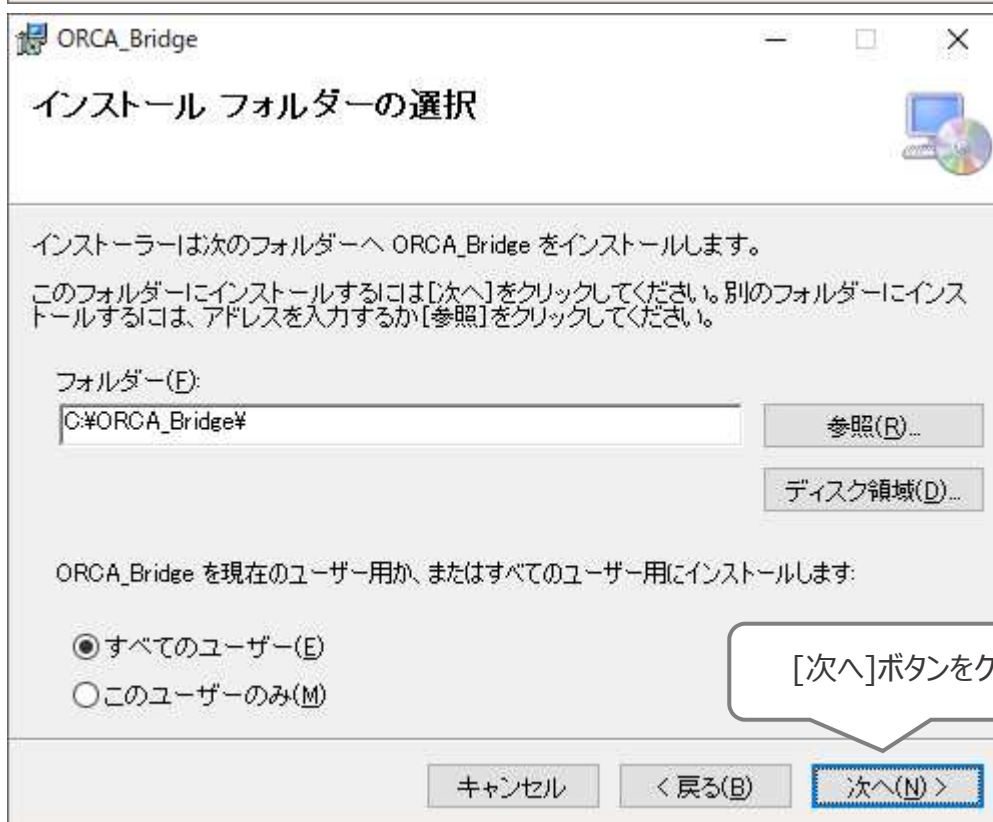 ORCA_Bridge
インストール フォルダーの選択
インストーラーは次のフォルダーへ ORCA_Bridge をインストールします。
このフォルダーにインストールするには[次へ]をクリックしてください。別のフォルダーにインス
トールするには、アドレスを入力するか[参照]をクリックしてください。
フォルダー(F):
C:¥ORCA_Bridge¥
参照(R)...
ディスク領域(D)...
ORCA_Bridge を現在のユーザー用か、またはすべてのユーザー用にインストールします:
すべてのユーザー(E)
このユーザーのみ(M)
[次へ]ボタンをク
キャンセル
< 戻る(B)
次へ(N) >